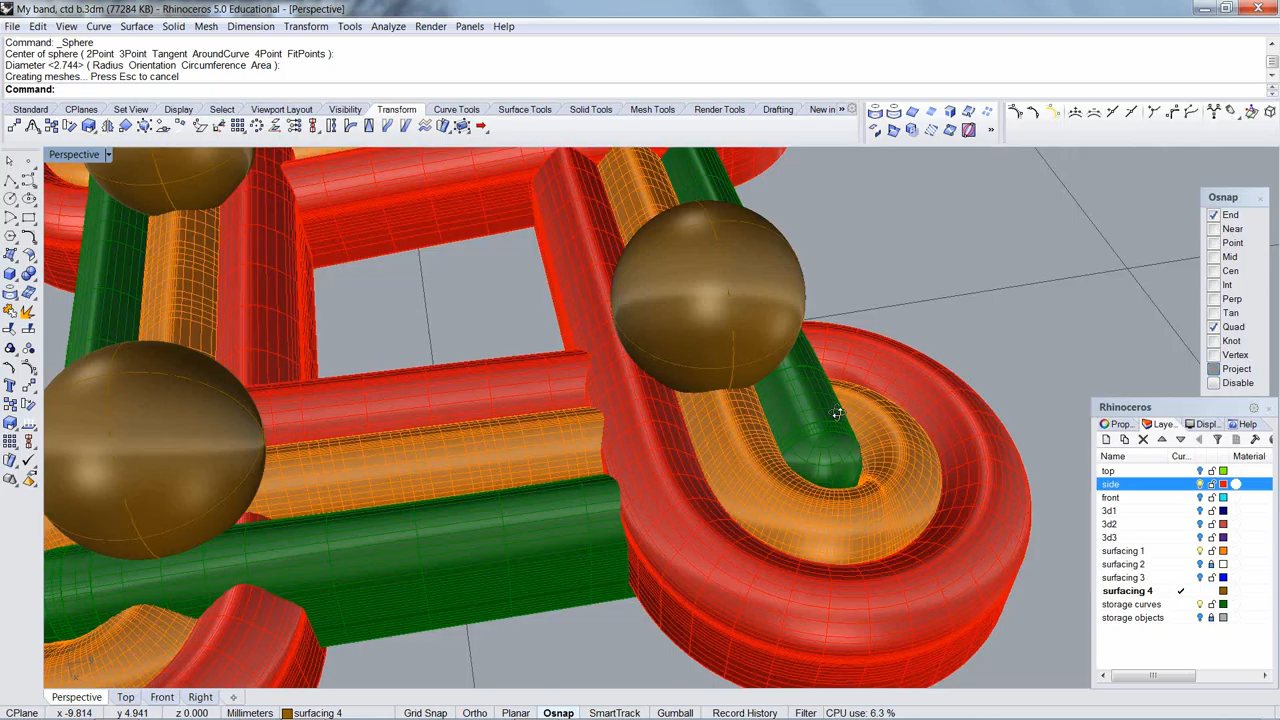 My band, ctd b.3dm (77284 KB) - Rhinoceros 5.0 Educational - [Perspective]
File Edit View Curve Surface Solid Mesh Dimension Transform Tools Analyze Render Panels Help
Command: _Sphere
Center of sphere ( 2Point 3Point Tangent AroundCurve 4Point FitPoints ):
Diameter <2.744> ( Radius Orientation Circumference Area ):
Creating meshes... Press Esc to cancel
Command:
Standard CPlanes Set View Display Select Viewport Layout Visibility Transform Curve Tools Surface Tools Solid Tools Mesh Tools Render Tools Drafting New in »
Perspective
Osnap
End
Near
Point
Mid
Cen
Int
Perp
Tan
Quad
Knot
Vertex
Project
Disable
Rhinoceros
Prop... Laye... Displ... Help
Name Cur... Material
top
side
front
3d1
3d2
3d3
surfacing 1
surfacing 2
surfacing 3
surfacing 4
storage curves
storage objects
Perspective Top Front Right
CPlane x -9.814 y 4.941 z 0.000 Millimeters surfacing 4 Grid Snap Ortho Planar Osnap SmartTrack Gumball Record History Filter CPU use: 6.3 %